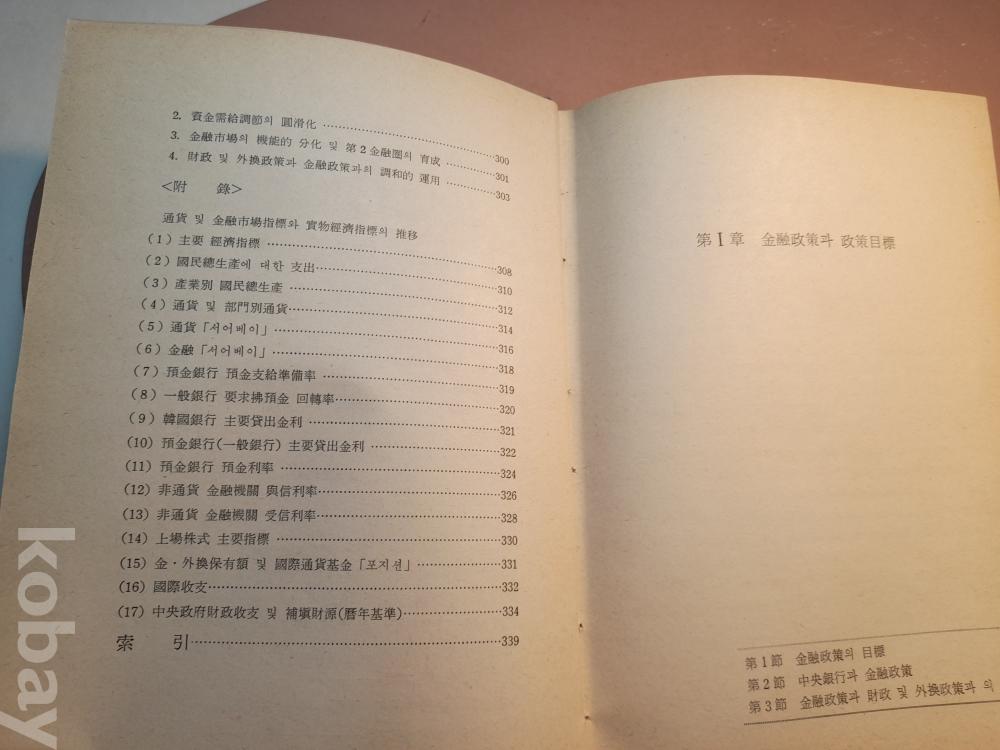 2. 資金需給調節의 圓滑化 ……300
3. 金融市場의 機能的 分化 및 第2金融圈의 育成 ……301
4. 財政 및 外換政策과 金融政策과의 調和的 運用 ……303
<附 錄>
通貨 및 金融市場指標와 實物經濟指標의 推移
(1) 主要 經濟指標 ……308
(2) 國民總生產에 대한 支出……310
(3) 產業別 國民總生產 ……312
(4) 通貨 및 部門別通貨……314
(5) 通貨「서어베이」 ……316
(6) 金融「서어베이」 ……318
(7) 預金銀行 預金支給準備率 ……319
(8) 一般銀行 要求拂預金 回轉率……320
(9) 韓國銀行 主要貸出金利 ……321
(10) 預金銀行(一般銀行) 主要貸出金利 ……322
(11) 預金銀行 預金利率 ……324
(12) 非通貨 金融機關 與信利率……326
(13) 非通貨 金融機關 受信利率……328
(14) 上場株式 主要指標 ……330
(15) 金·外換保有額 및 國際通貨基金「포지션」 ……331
(16) 國際收支……332
(17) 中央政府財政收支 및 補塡財源(曆年基準)……334
索 引……339
第Ⅰ章 金融政策과 政策目標
第1節 金融政策의 目標
第2節 中央銀行과 金融政策
第3節 金融政策과 財政 및 外換政策과 의
kobay